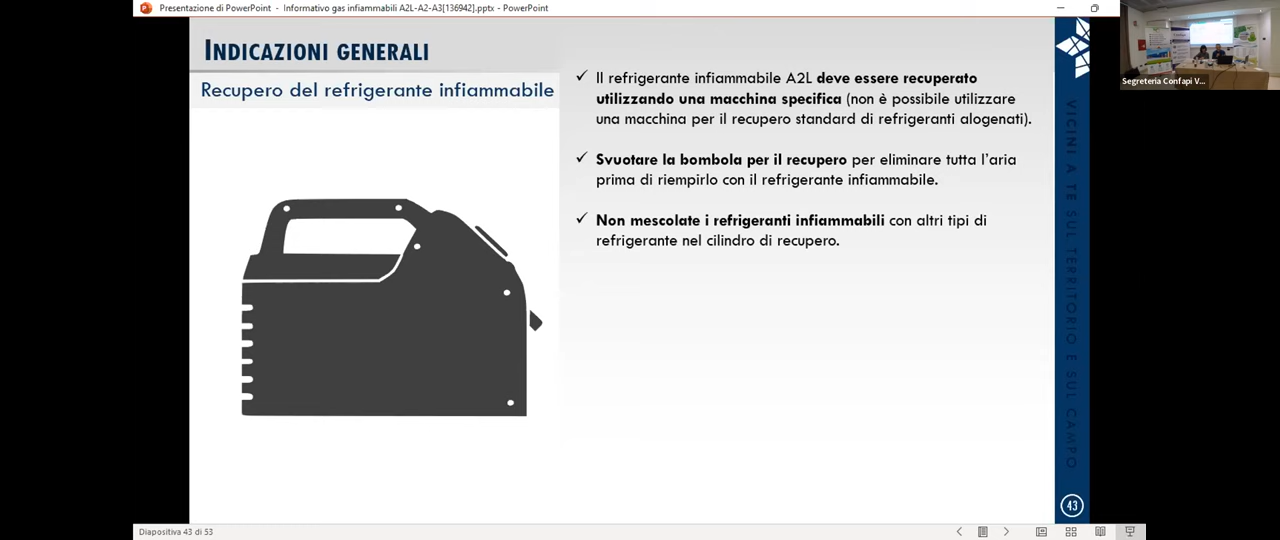 Presentazione di PowerPoint - Informativo gas infiammabili A2L-A2-A3[136942].pptx - PowerPoint
Segreteria Confapi V...
INDICAZIONI GENERALI
Recupero del refrigerante infiammabile
✓ Il refrigerante infiammabile A2L deve essere recuperato
utilizzando una macchina specifica (non è possibile utilizzare
una macchina per il recupero standard di refrigeranti alogenati).
✓ Svuotare la bombola per il recupero per eliminare tutta l'aria
prima di riempirlo con il refrigerante infiammabile.
✓ Non mescolate i refrigeranti infiammabili con altri tipi di
refrigerante nel cilindro di recupero.
VICINI A TE SUL TERRITORIO E SUL CAMPO
43
Diapositiva 43 di 53